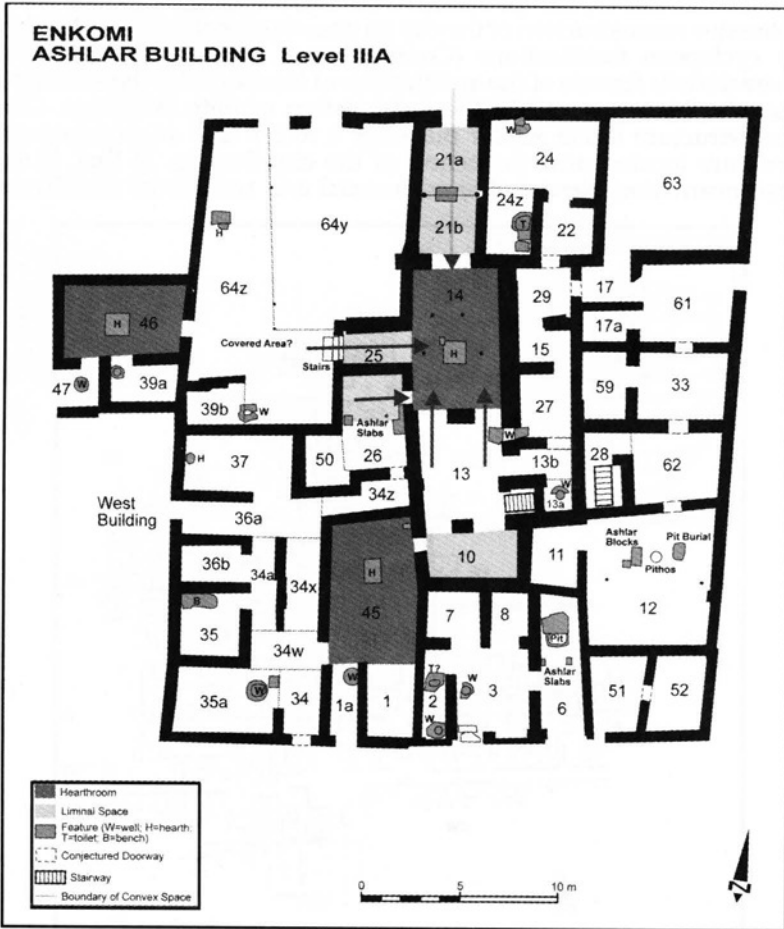 ENKOMI
ASHLAR BUILDING Level IIIA
W
24
63
21a
64y
24z
T
21b
22
H
64z
14
29
17
61
46
H
17a
Covered Area?
25
H
15
Stairs
59
33
47
W
39a
27
39b
W
Ashlar
Slabs
W
28
H
37
50
26
13
13b
62
34z
W
13a
West
Building
36a
Ashlar
Blocks
Pit Burial
10
11
Pithos
36b
34a
34x
H
12
B
45
7
8
35
Pit
34w
T?
Ashlar
Slabs
35a
W
34
W
1a
1
2
W
3
51
52
W
6
Hearthroom
Liminal Space
Feature (W=well; H=hearth;
T=toilet; B=bench)
Conjectured Doorway
Stairway
Boundary of Convex Space
0
5
10 m
N